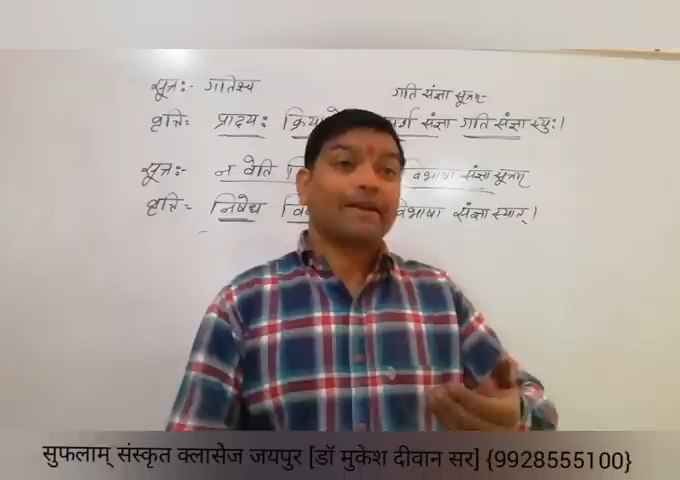 सूत्र:- गतिश्च गति संज्ञा सूत्रम्
वृत्ति:- प्रादयः संज्ञा गति संज्ञा स्युः।
सूत्र:- न वेति विभाषा संज्ञा सूत्रम्
वृत्ति:- निषेध विभाषा संज्ञा स्यात्।
सुफलाम् संस्कृत क्लासेज जयपुर [डॉ मुकेश दीवान सर] {9928555100}